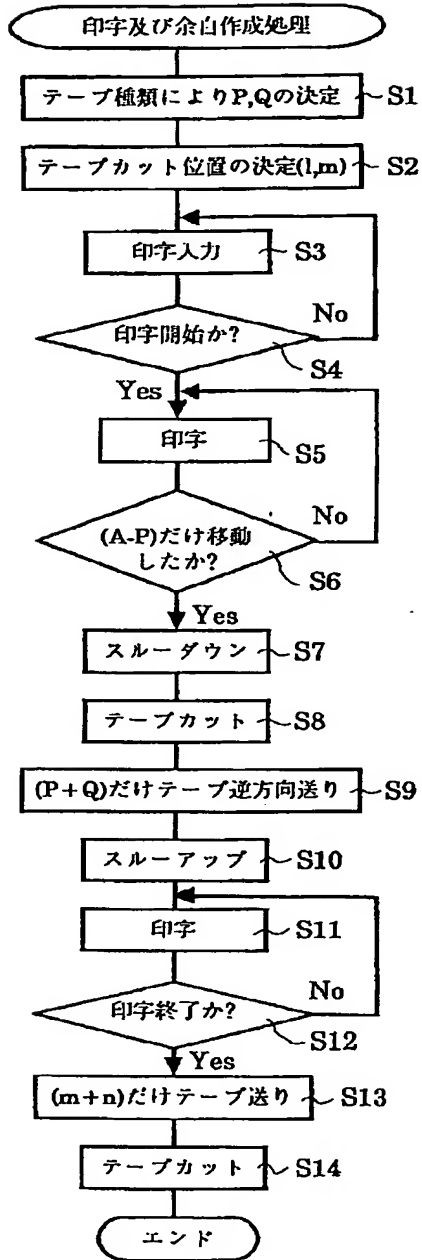 印字及び余白作成処理
テープ種類によりP,Qの決定 S1
テープカット位置の決定(l,m) S2
印字入力 S3
No
印字開始か?
S4
Yes
印字
S5
No
(A-P)だけ移動
したか?
S6
Yes
スルーダウン S7
テープカット S8
(P+Q)だけテープ逆方向送り S9
スルーアップ S10
印字 S11
No
印字終了か?
S12
Yes
(m+n)だけテープ送り S13
テープカット S14
エンド